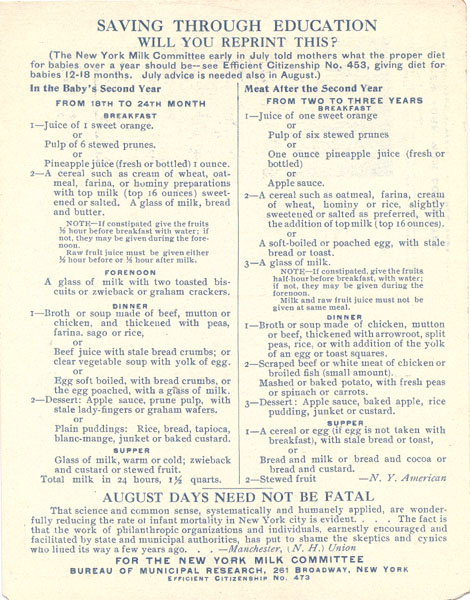 SAVING THROUGH EDUCATION
WILL YOU REPRINT THIS?
(The New York Milk Committee early in July told mothers what the proper diet
for babies over a year should be--see Efficient Citizenship No. 453, giving diet for
babies 12-18 months. July advice is needed also in August.)
In the Baby's Second Year
FROM 18TH TO 24TH MONTH
BREAKFAST
1—Juice of 1 sweet orange.
or
Pulp of 6 stewed prunes.
or
Pineapple juice (fresh or bottled) 1 ounce.
2—A cereal such as cream of wheat, oat-
meal, farina, or hominy preparations
with top milk (top 16 ounces) sweet-
ened or salted. A glass of milk, bread
and butter.
NOTE—If constipated give the fruits
½ hour before breakfast with water; if
not, they may be given during the fore-
noon.
Raw fruit juice must be given either
½ hour before or ½ hour after milk.
FORENOON
A glass of milk with two toasted bis-
cuits or zwieback or graham crackers.
DINNER
1—Broth or soup made of beef, mutton or
chicken, and thickened with peas,
farina. sago or rice,
or
Beef juice with stale bread crumbs; or
clear vegetable soup with yolk of egg.
or
Egg soft boiled, with bread crumbs, or
the egg poached, with a glass of milk.
2—Dessert: Apple sauce, prune pulp, with
stale lady-fingers or graham wafers.
or
Plain puddings: Rice, bread, tapioca,
blanc-mange, junket or baked custard.
SUPPER
Glass of milk, warm or cold; zwieback
and custard or stewed fruit.
Total milk in 24 hours, 1½ quarts.
Meat After the Second Year
FROM TWO TO THREE YEARS
BREAKFAST
1—Juice of one sweet orange
or
Pulp of six stewed prunes
or
One ounce pineapple juice (fresh or
bottled)
or
Apple sauce.
2—A cereal such as oatmeal, farina, cream
of wheat, hominy or rice, slightly
sweetened or salted as preferred, with
the addition of top milk (top 16 ounces).
or
A soft-boiled or poached egg, with stale
bread or toast.
3—A glass of milk.
NOTE—If constipated, give the fruits
half-hour before breakfast, with water;
if not, they may be given during the
forenoon.
Milk and raw fruit juice must not be
given at same meal.
DINNER
1—Broth or soup made of chicken, mutton
or beef, thickened with arrowroot, split
peas, rice, or with addition of the yolk
of an egg or toast squares.
2—Scraped beef or white meat of chicken or
broiled fish (small amount).
Mashed or baked potato, with fresh peas
or spinach or carrots.
3—Dessert: Apple sauce, baked apple, rice
pudding, junket or custard.
SUPPER
1—A cereal or egg (if egg is not taken with
breakfast), with stale bread or toast,
or
Bread and milk or bread and cocoa or
bread and custard.
2—Stewed fruit —N. Y. American
AUGUST DAYS NEED NOT BE FATAL
That science and common sense, systematically and humanely applied, are wonder-
fully reducing the rate of infant mortality in New York city is evident. . . . The fact is
that the work of philanthropic organizations and individuals, earnestly encouraged and
facilitated by state and municipal authorities, has put to shame the skeptics and cynics
who lined its way a few years ago. . . —Manchester, (N. H.) Union
FOR THE NEW YORK MILK COMMITTEE
BUREAU OF MUNICIPAL RESEARCH, 261 BROADWAY, NEW YORK
EFFICIENT CITIZENSHIP NO. 473